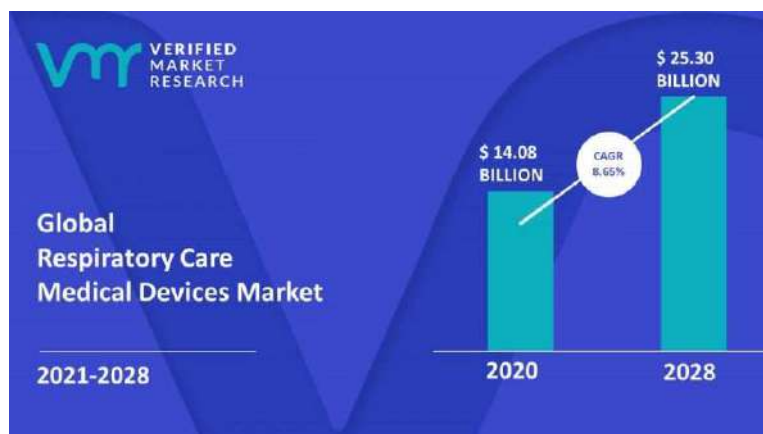 VMR
VERIFIED
MARKET
RESEARCH
$ 25.30
BILLION
$ 14.08
BILLION
CAGR
8.65%
Global
Respiratory Care
Medical Devices Market
2021-2028
2020
2028